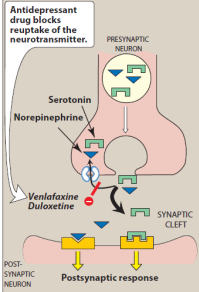 Antidepressant
drug blocks
reuptake of the
neurotransmitter.
PRESYNAPTIC
NEURON
Serotonin
Norepinephrine
Venlafaxine
Duloxetine
SYNAPTIC
CLEFT
POST-
SYNAPTIC
NEURON
Postsynaptic response